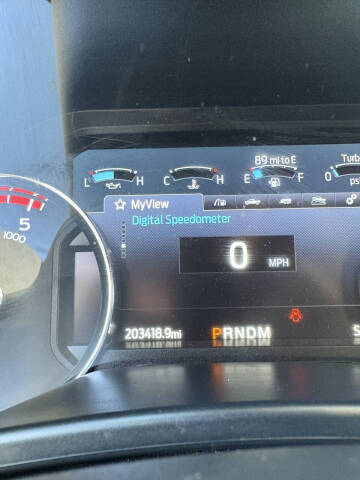 89 mi to E
Turb
L H C H E F 0
psi
MyView
5
Digital Speedometer
1000
0 MPH
203418.9mi PRNDM S